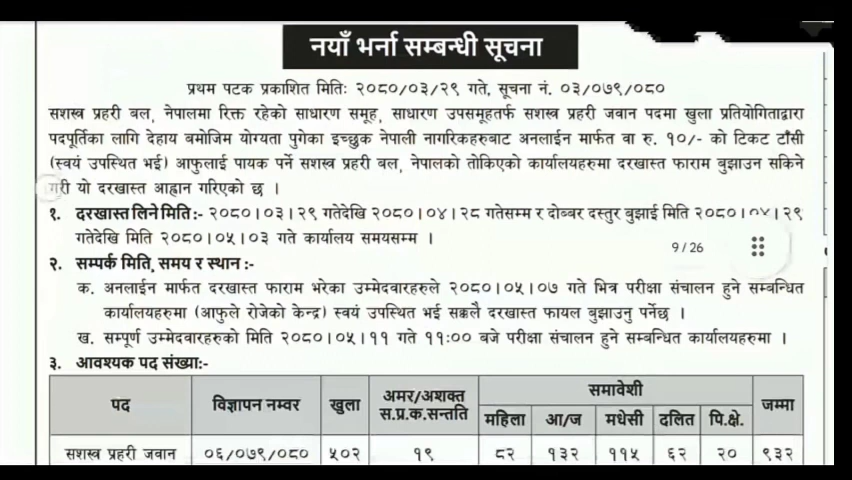 नयाँ भर्ना सम्बन्धी सूचना
प्रथम पटक प्रकाशित मितिः २०८०/०३/२९ गते, सूचना नं. ०३/०७९/०८०
सशस्त्र प्रहरी बल, नेपालमा रिक्त रहेको साधारण समूह, साधारण उपसमूहतर्फ सशस्त्र प्रहरी जवान पदमा खुला प्रतियोगिताद्वारा
पदपूर्तिका लागि देहाय बमोजिम योग्यता पुगेका इच्छुक नेपाली नागरिकहरुबाट अनलाईन मार्फत वा रु. १०/- को टिकट टाँसी
(स्वयं उपस्थित भई) आफुलाई पायक पर्ने सशस्त्र प्रहरी बल, नेपालको तोकिएको कार्यालयहरुमा दरखास्त फाराम बुझाउन सकिने
गरी यो दरखास्त आह्वान गरिएको छ ।
१. दरखास्त लिने मिति :- २०८०।०३।२९ गतेदेखि २०८०।०४।२८ गतेसम्म र दोब्बर दस्तुर बुझाई मिति २०८०।०४।२९
गतेदेखि मिति २०८०।०५।०३ गते कार्यालय समयसम्म ।
9/26
२. सम्पर्क मिति, समय र स्थान :-
क. अनलाईन मार्फत दरखास्त फाराम भरेका उम्मेदवारहरुले २०८०।०५।०७ गते भित्र परीक्षा संचालन हुने सम्बन्धित
कार्यालयहरुमा (आफुले रोजेको केन्द्र) स्वयं उपस्थित भई सक्कलै दरखास्त फायल बुझाउनु पर्नेछ ।
ख. सम्पूर्ण उम्मेदवारहरुको मिति २०८०।०५।११ गते ११:०० बजे परीक्षा संचालन हुने सम्बन्धित कार्यालयहरुमा ।
३. आवश्यक पद संख्या:-
पद विज्ञापन नम्वर खुला अमर/अशक्त स.प्र.क.सन्तति समावेशी जम्मा
महिला आ/ज मधेसी दलित पि.क्षे.
सशस्त्र प्रहरी जवान ०६/०७९/०८० ५०२ १९ ८२ १३२ ११५ ६२ २० ९३२